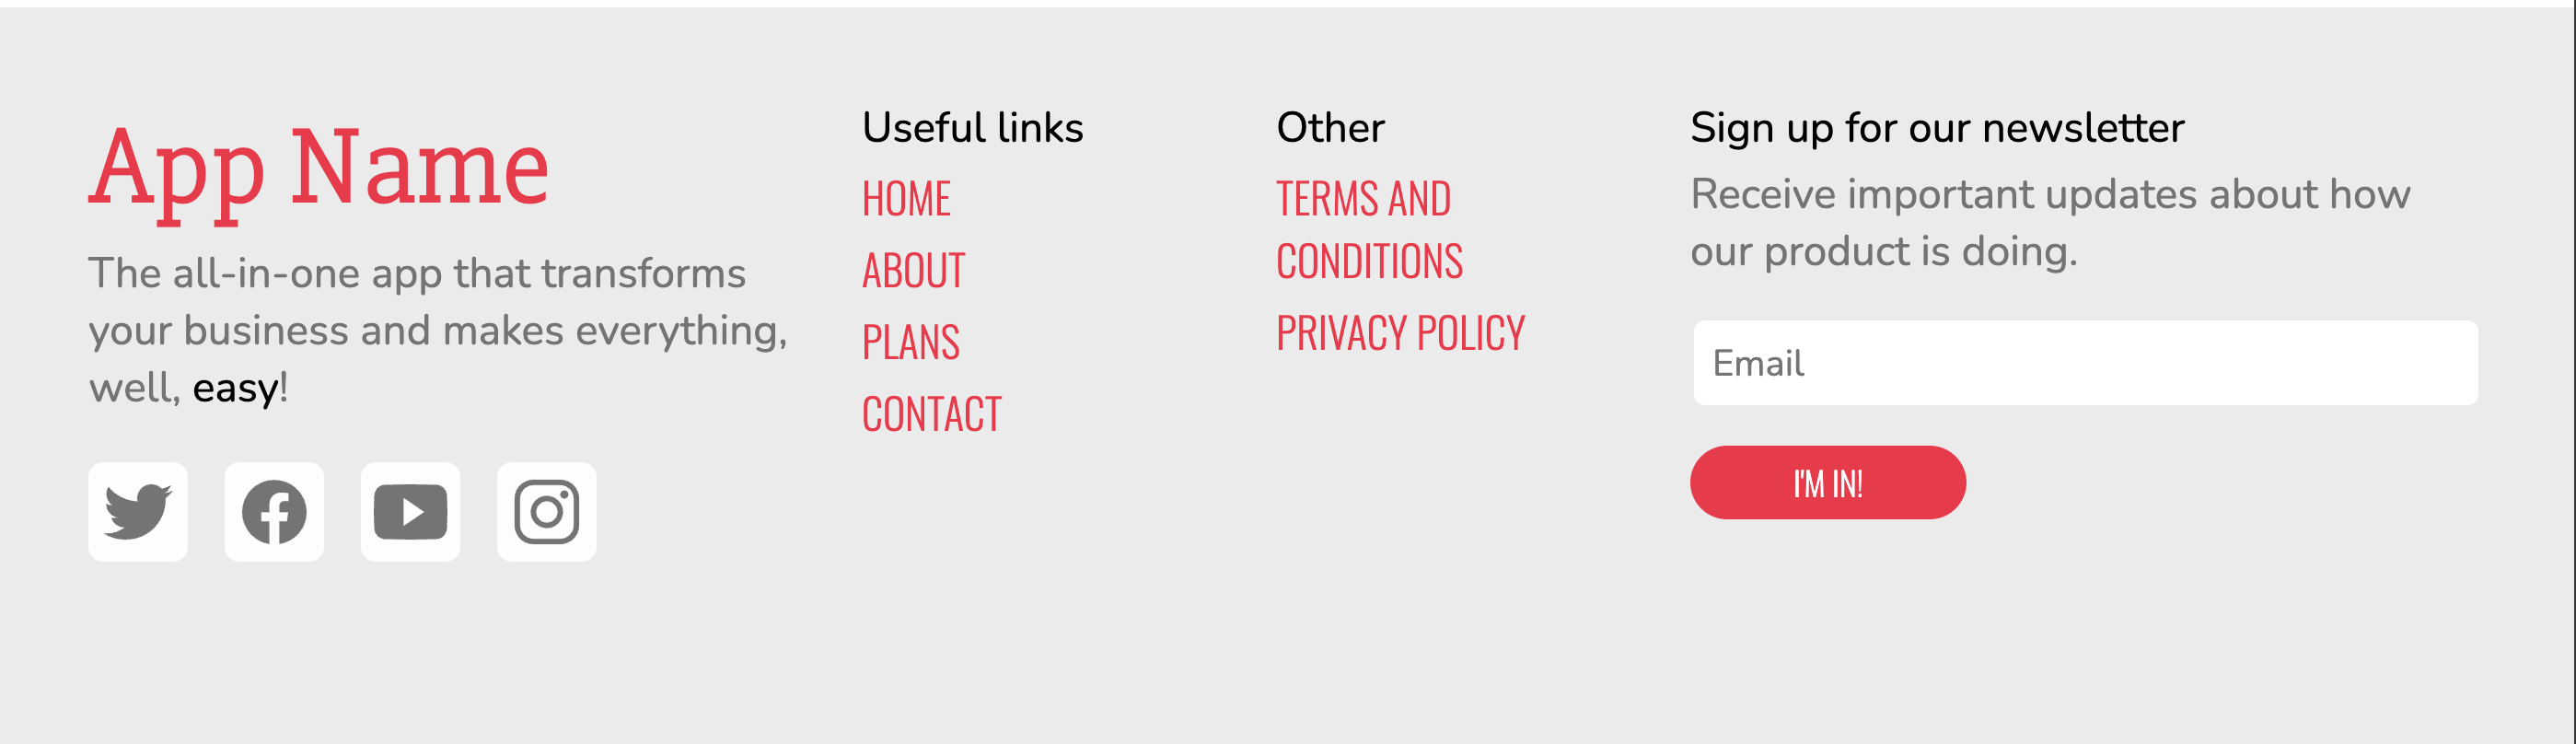 App Name
The all-in-one app that transforms
your business and makes everything,
well, easy!
Useful links
HOME
ABOUT
PLANS
CONTACT
Other
TERMS AND
CONDITIONS
PRIVACY POLICY
Sign up for our newsletter
Receive important updates about how
our product is doing.
Email
I'M IN!